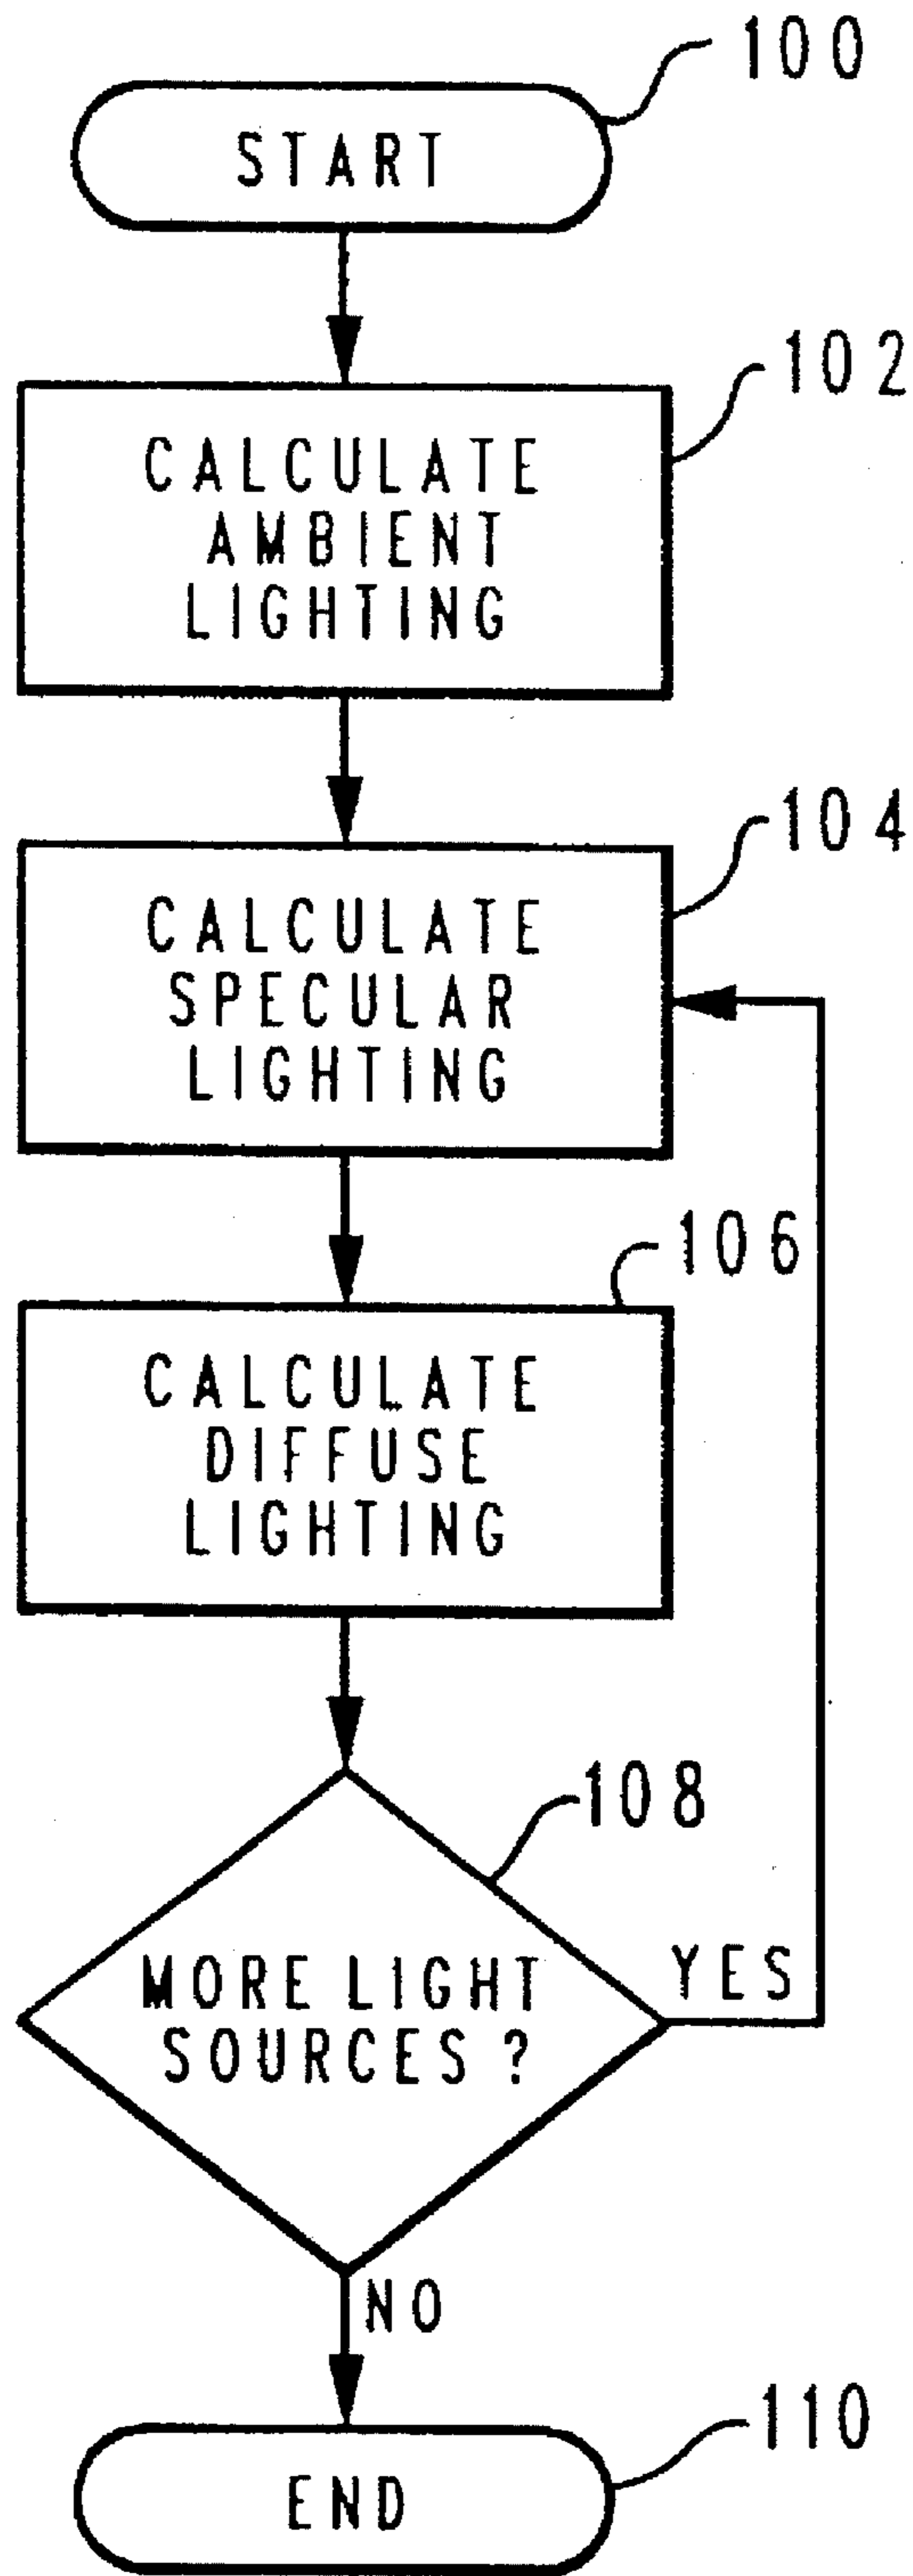 100
START
102
CALCULATE
AMBIENT
LIGHTING
104
CALCULATE
SPECULAR
LIGHTING
106
CALCULATE
DIFFUSE
LIGHTING
108
MORE LIGHT
SOURCES?
YES
NO
110
END